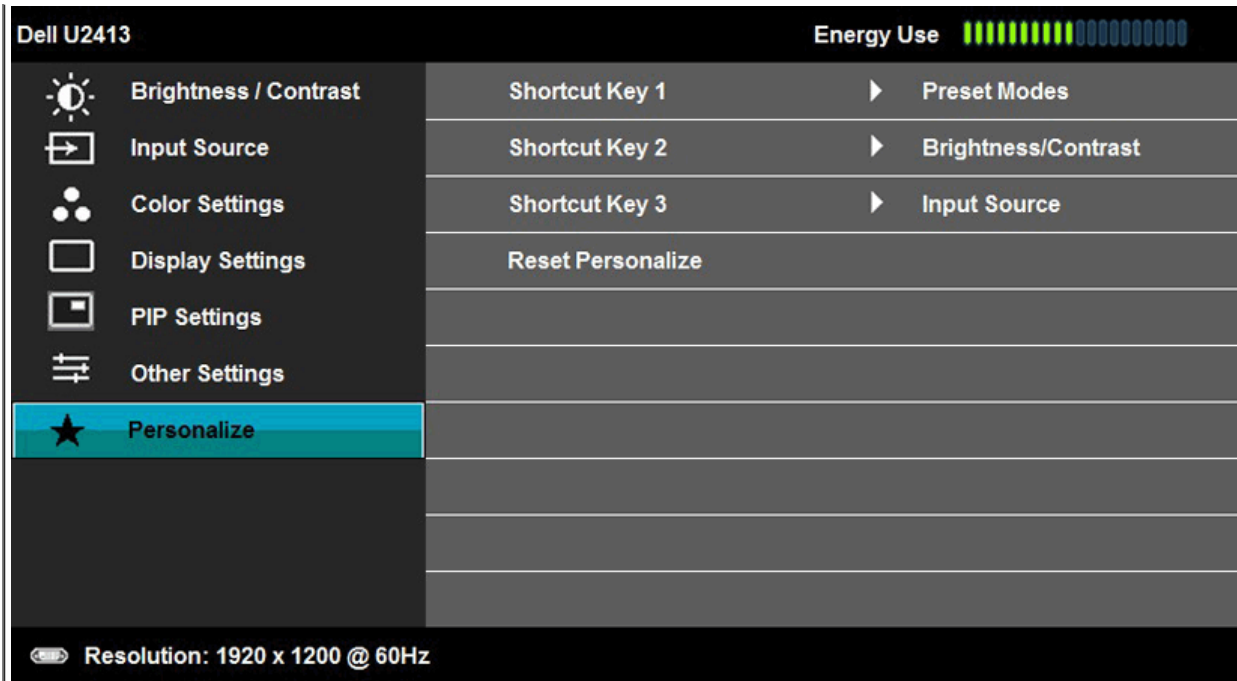 Dell U2413 Energy Use
Brightness / Contrast Shortcut Key 1 Preset Modes
Input Source Shortcut Key 2 Brightness/Contrast
Color Settings Shortcut Key 3 Input Source
Display Settings Reset Personalize
PIP Settings
Other Settings
Personalize
Resolution: 1920 x 1200 @ 60Hz